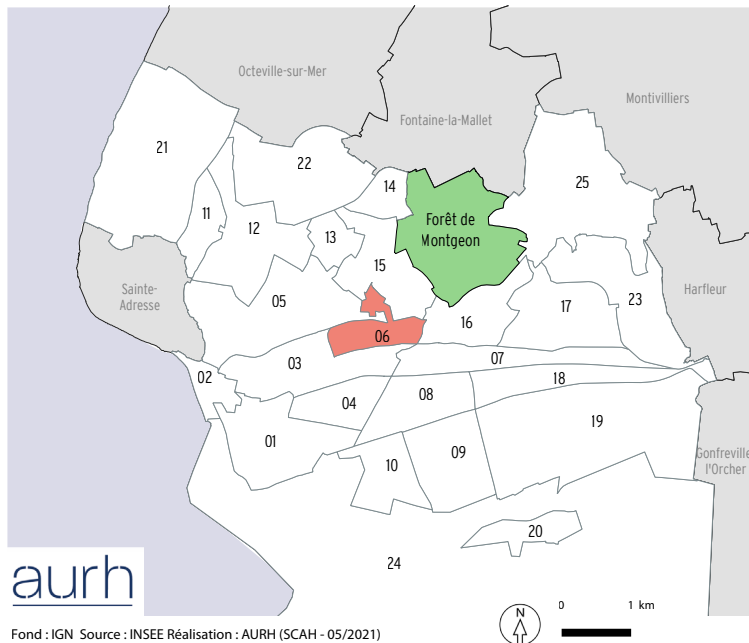 Octeville-sur-Mer
Montivilliers
Fontaine-la-Mallet
21
22
14
25
11
12
13
Forêt de
Montgeon
15
Sainte-
Adresse
05
17
23
Harfleur
16
06
07
03
02
18
04
08
19
01
10
09
Gonfreville
l'Orcher
20
24
aurh
N
0 1 km
Fond : IGN Source : INSEE Réalisation : AURH (SCAH - 05/2021)